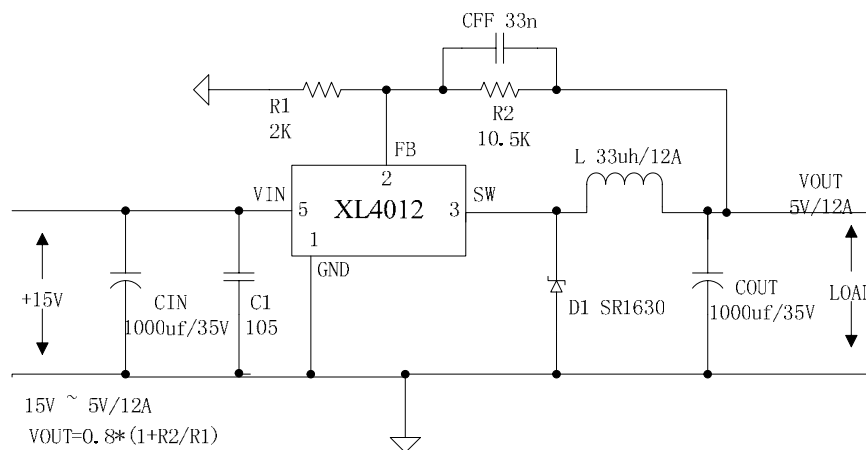 CFF 33n
R1
2K
R2
10.5K
FB
2
L 33uh/12A
VIN
5
XL4012
3
SW
VOUT
5V/12A
1
GND
+15V
CIN
1000uf/35V
C1
105
D1 SR1630
COUT
1000uf/35V
LOAD
15V ~ 5V/12A
VOUT=0.8*(1+R2/R1)